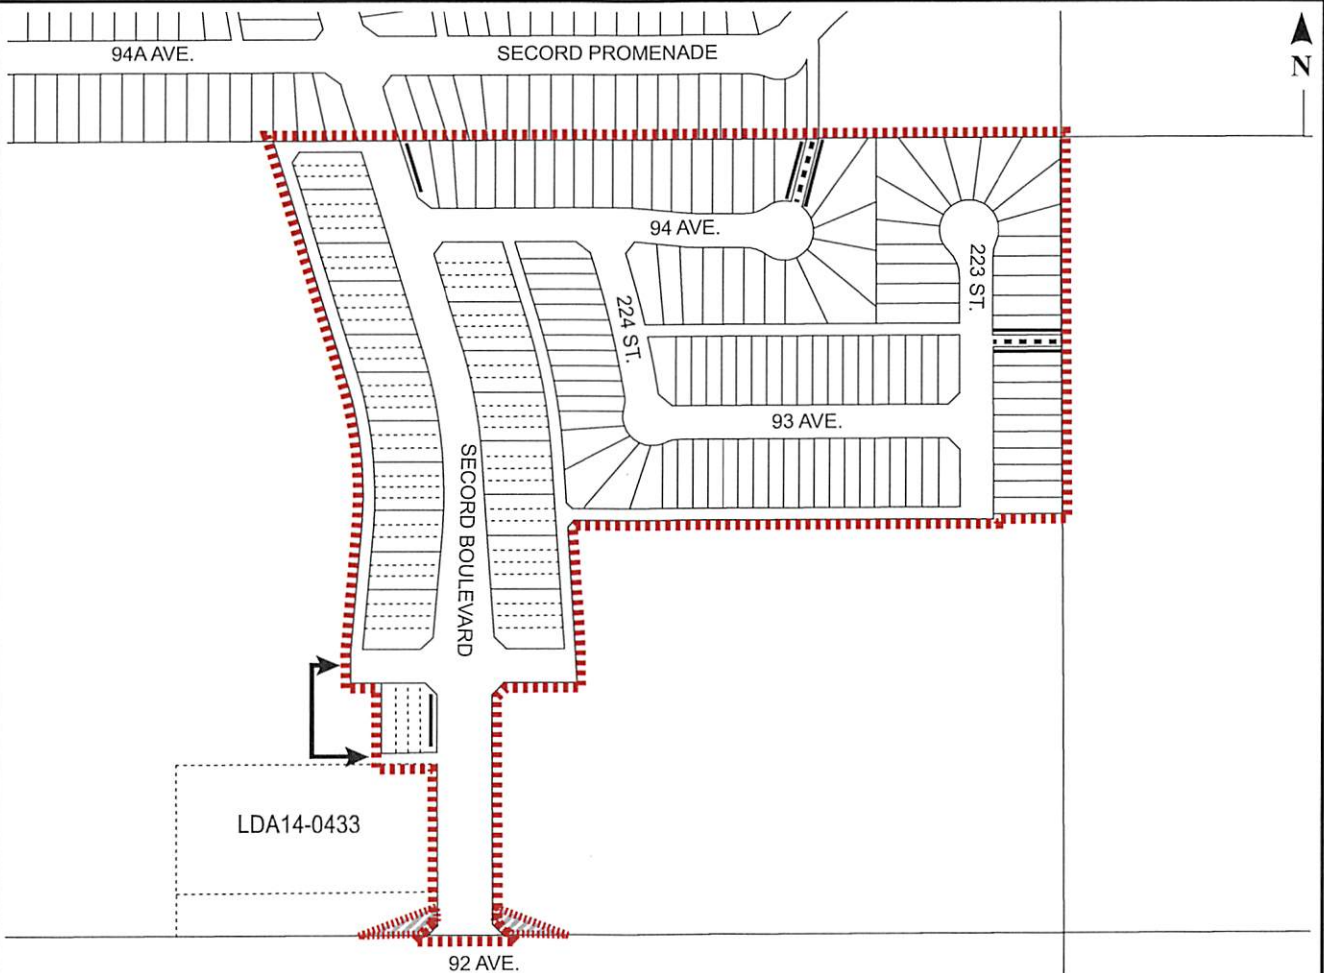 94A AVE.
SECORD PROMENADE
N
94 AVE.
223 ST.
224 ST.
93 AVE.
SECORD BOULEVARD
LDA14-0433
92 AVE.